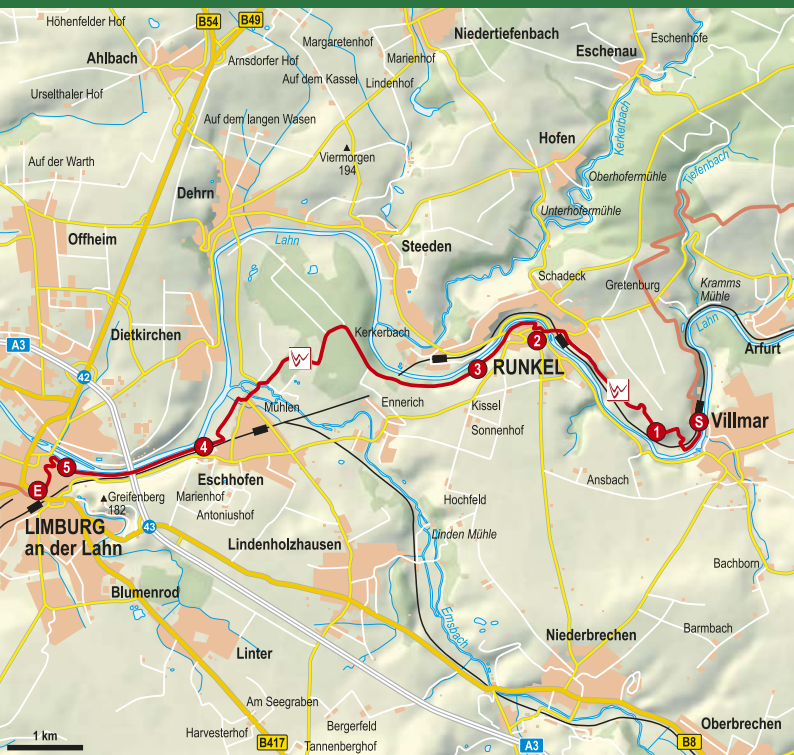 Höhenfelder Hof
B54
B49
Niedertiefenbach
Eschenhöfe
Margaretenhof
Eschenau
Ahlbach
Arnsdorfer Hof
Marienhof
Auf dem Kassel
Lindenhof
Urselthaler Hof
Auf dem langen Wasen
Kerkerbach
Hofen
Auf der Warth
Viermorgen
194
Tiefenbach
Oberhofermühle
Dehrn
Unterhofermühle
Offheim
Lahn
Steeden
Schadeck
Gretenburg
Kramms
Mühle
Lahn
Dietkirchen
Kerkerbach
A3
2
Arfurt
42
3
RUNKEL
Mühlen
Ennerich
Kissel
S
Villmar
Sonnenhof
1
4
5
Eschhofen
Ansbach
E
Greifenberg
182
Marienhof
Hochfeld
Antoniushof
LIMBURG
an der Lahn
43
Linden Mühle
Lindenholzhausen
Bachborn
Blumenrod
Emsbach
Barmbach
Niederbrechen
Linter
Am Seegraben
Oberbrechen
Bergerfeld
Harvesterhof
1 km
B417
Tannenberghof
A3
B8